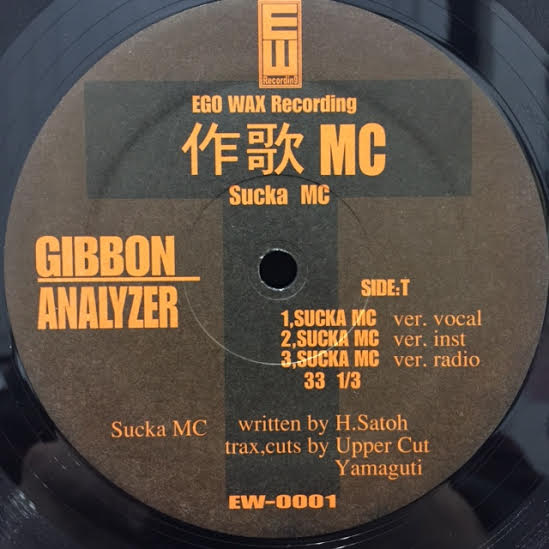 EW
Recording
EGO WAX Recording
作歌 MC
Sucka MC
GIBBON
ANALYZER
SIDE:T
1,SUCKA MC ver. vocal
2,SUCKA MC ver. inst
3,SUCKA MC ver. radio
33 1/3
Sucka MC written by H.Satoh
trax,cuts by Upper Cut
Yamaguti
EW-0001